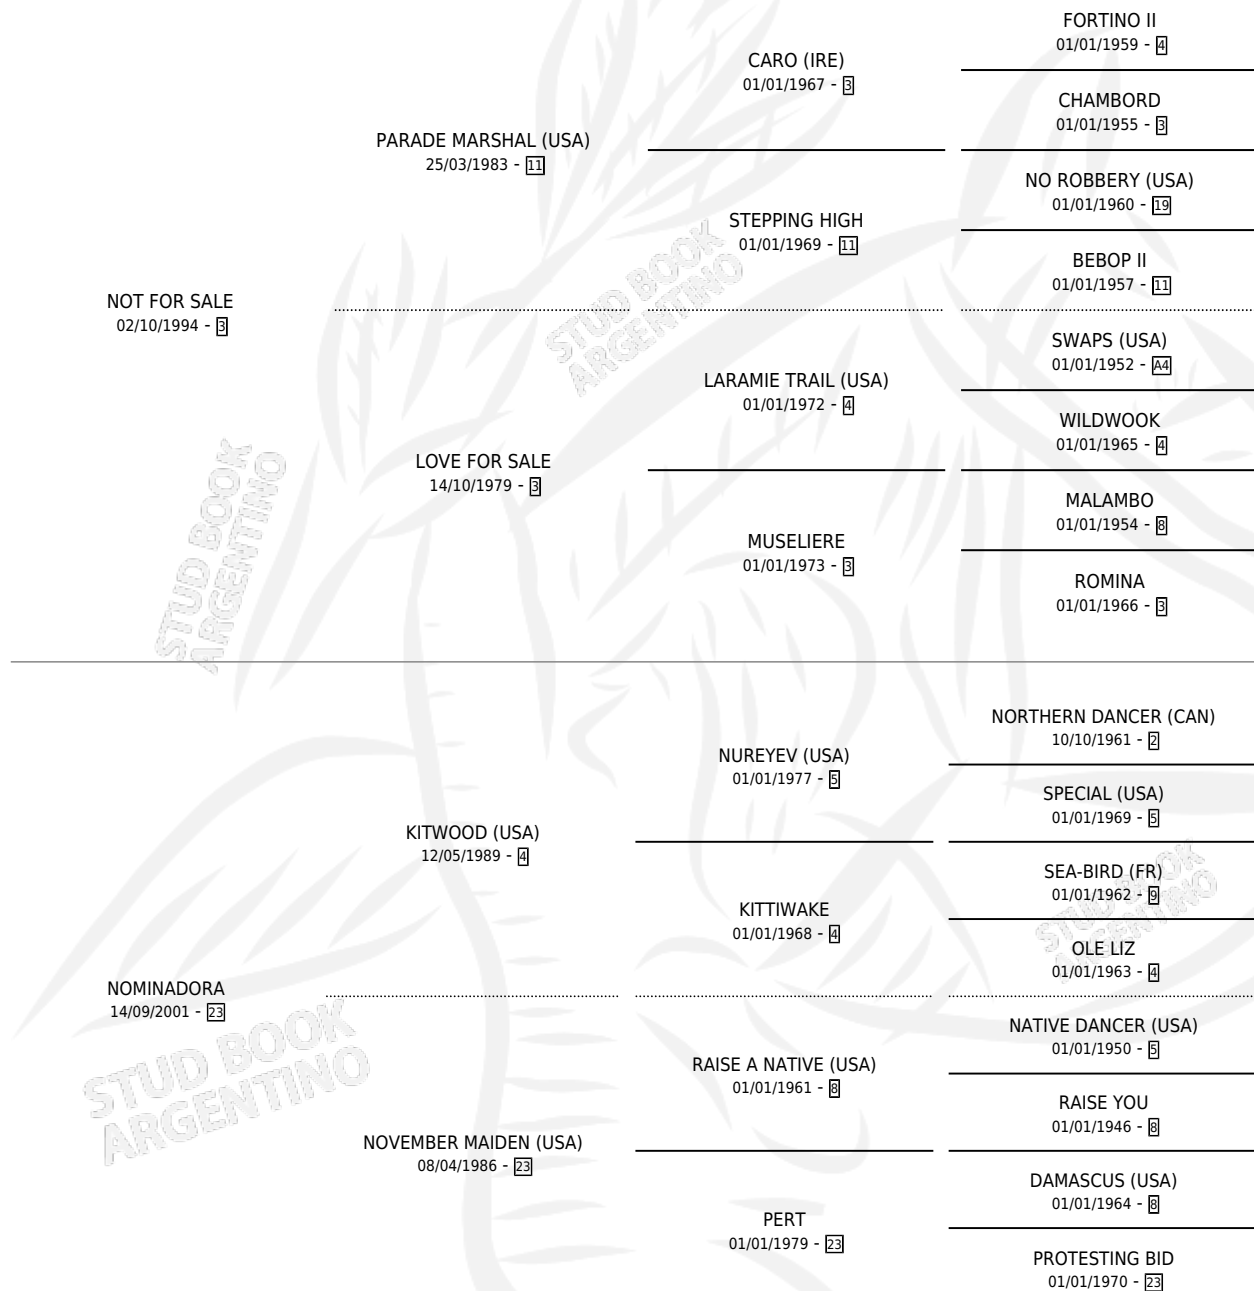 FORTINO II
01/01/1959 - 4
CARO (IRE)
01/01/1967 - 3
CHAMBORD
01/01/1955 - 3
PARADE MARSHAL (USA)
25/03/1983 - 11
NO ROBBERY (USA)
01/01/1960 - 19
STEPPING HIGH
01/01/1969 - 11
BEBOP II
01/01/1957 - 11
NOT FOR SALE
02/10/1994 - 3
SWAPS (USA)
01/01/1952 - A4
LARAMIE TRAIL (USA)
01/01/1972 - 4
WILDWOOK
01/01/1965 - 4
LOVE FOR SALE
14/10/1979 - 3
MALAMBO
01/01/1954 - 8
MUSELIERE
01/01/1973 - 3
ROMINA
01/01/1966 - 3
NORTHERN DANCER (CAN)
10/10/1961 - 2
NUREYEV (USA)
01/01/1977 - 5
SPECIAL (USA)
01/01/1969 - 5
KITWOOD (USA)
12/05/1989 - 4
SEA-BIRD (FR)
01/01/1962 - 9
KITTIWAKE
01/01/1968 - 4
OLE LIZ
01/01/1963 - 4
NOMINADORA
14/09/2001 - 23
NATIVE DANCER (USA)
01/01/1950 - 5
RAISE A NATIVE (USA)
01/01/1961 - 8
RAISE YOU
01/01/1946 - 8
NOVEMBER MAIDEN (USA)
08/04/1986 - 23
DAMASCUS (USA)
01/01/1964 - 8
PERT
01/01/1979 - 23
PROTESTING BID
01/01/1970 - 23
STUD BOOK
ARGENTINO
STUD BOOK
ARGENTINO
STUD BOOK
ARGENTINO
STUD BOOK
ARGENTINO